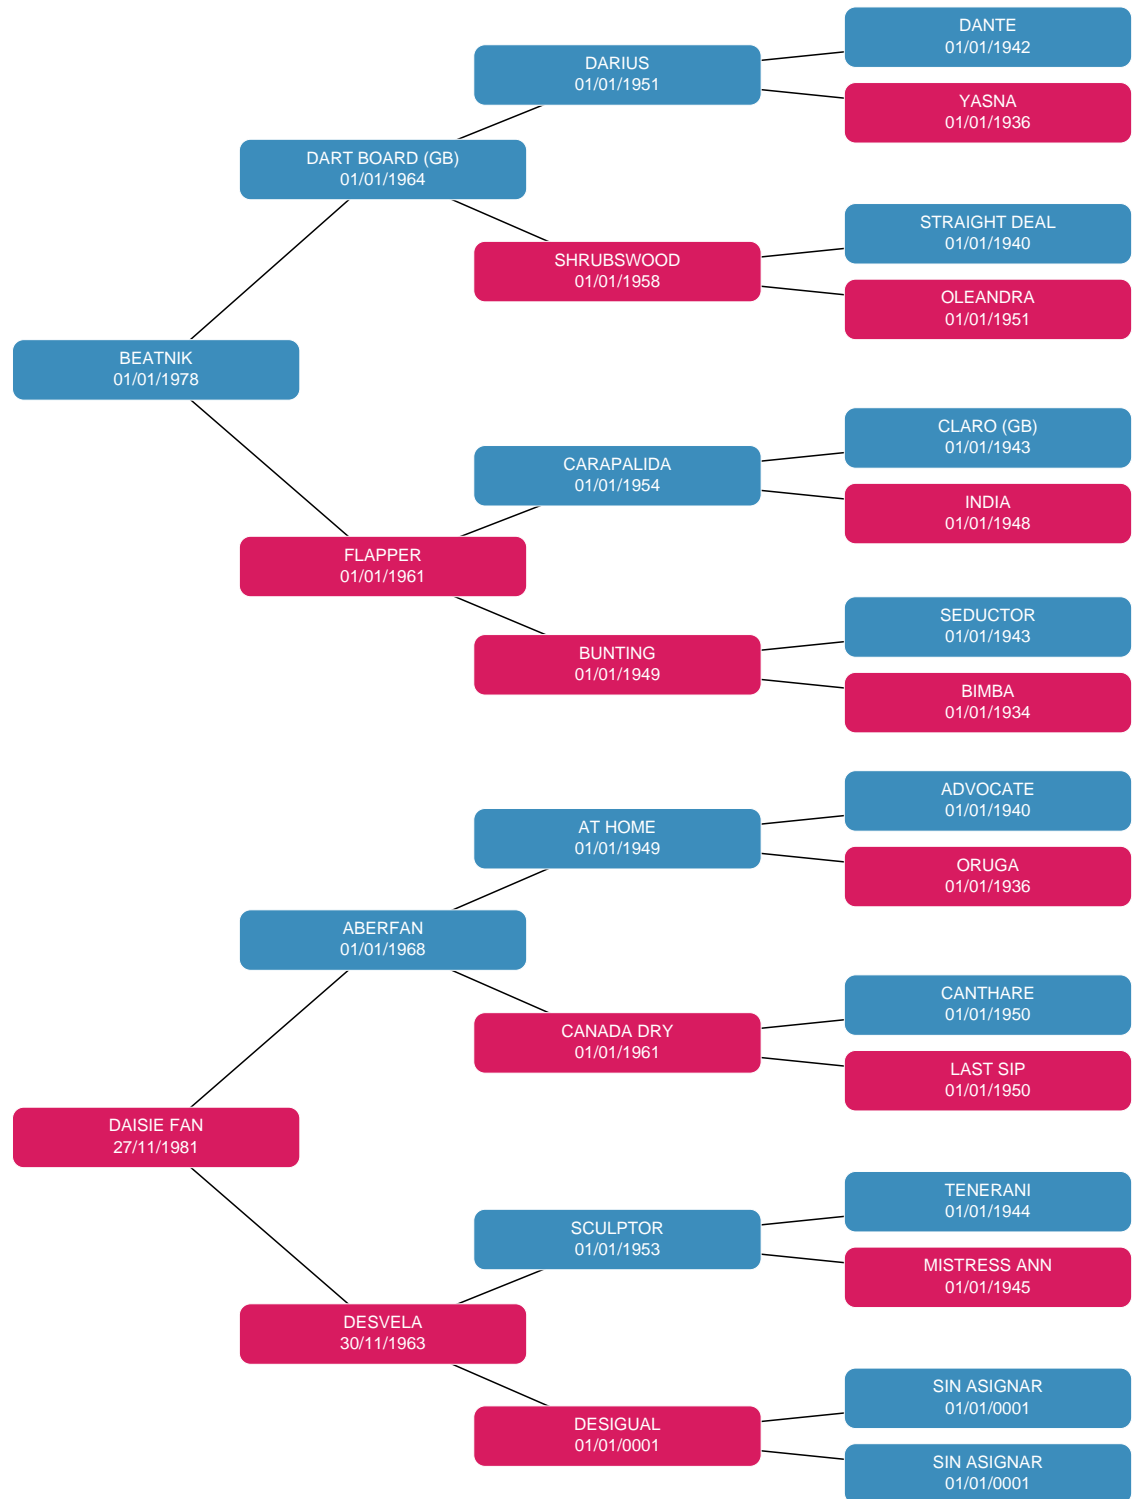 DANTE
01/01/1942
DARIUS
01/01/1951
YASNA
01/01/1936
DART BOARD (GB)
01/01/1964
STRAIGHT DEAL
01/01/1940
SHRUBSWOOD
01/01/1958
OLEANDRA
01/01/1951
BEATNIK
01/01/1978
CLARO (GB)
01/01/1943
CARAPALIDA
01/01/1954
INDIA
01/01/1948
FLAPPER
01/01/1961
SEDUCTOR
01/01/1943
BUNTING
01/01/1949
BIMBA
01/01/1934
ADVOCATE
01/01/1940
AT HOME
01/01/1949
ORUGA
01/01/1936
ABERFAN
01/01/1968
CANTHARE
01/01/1950
CANADA DRY
01/01/1961
LAST SIP
01/01/1950
DAISIE FAN
27/11/1981
TENERANI
01/01/1944
SCULPTOR
01/01/1953
MISTRESS ANN
01/01/1945
DESVELA
30/11/1963
SIN ASIGNAR
01/01/0001
DESIGUAL
01/01/0001
SIN ASIGNAR
01/01/0001